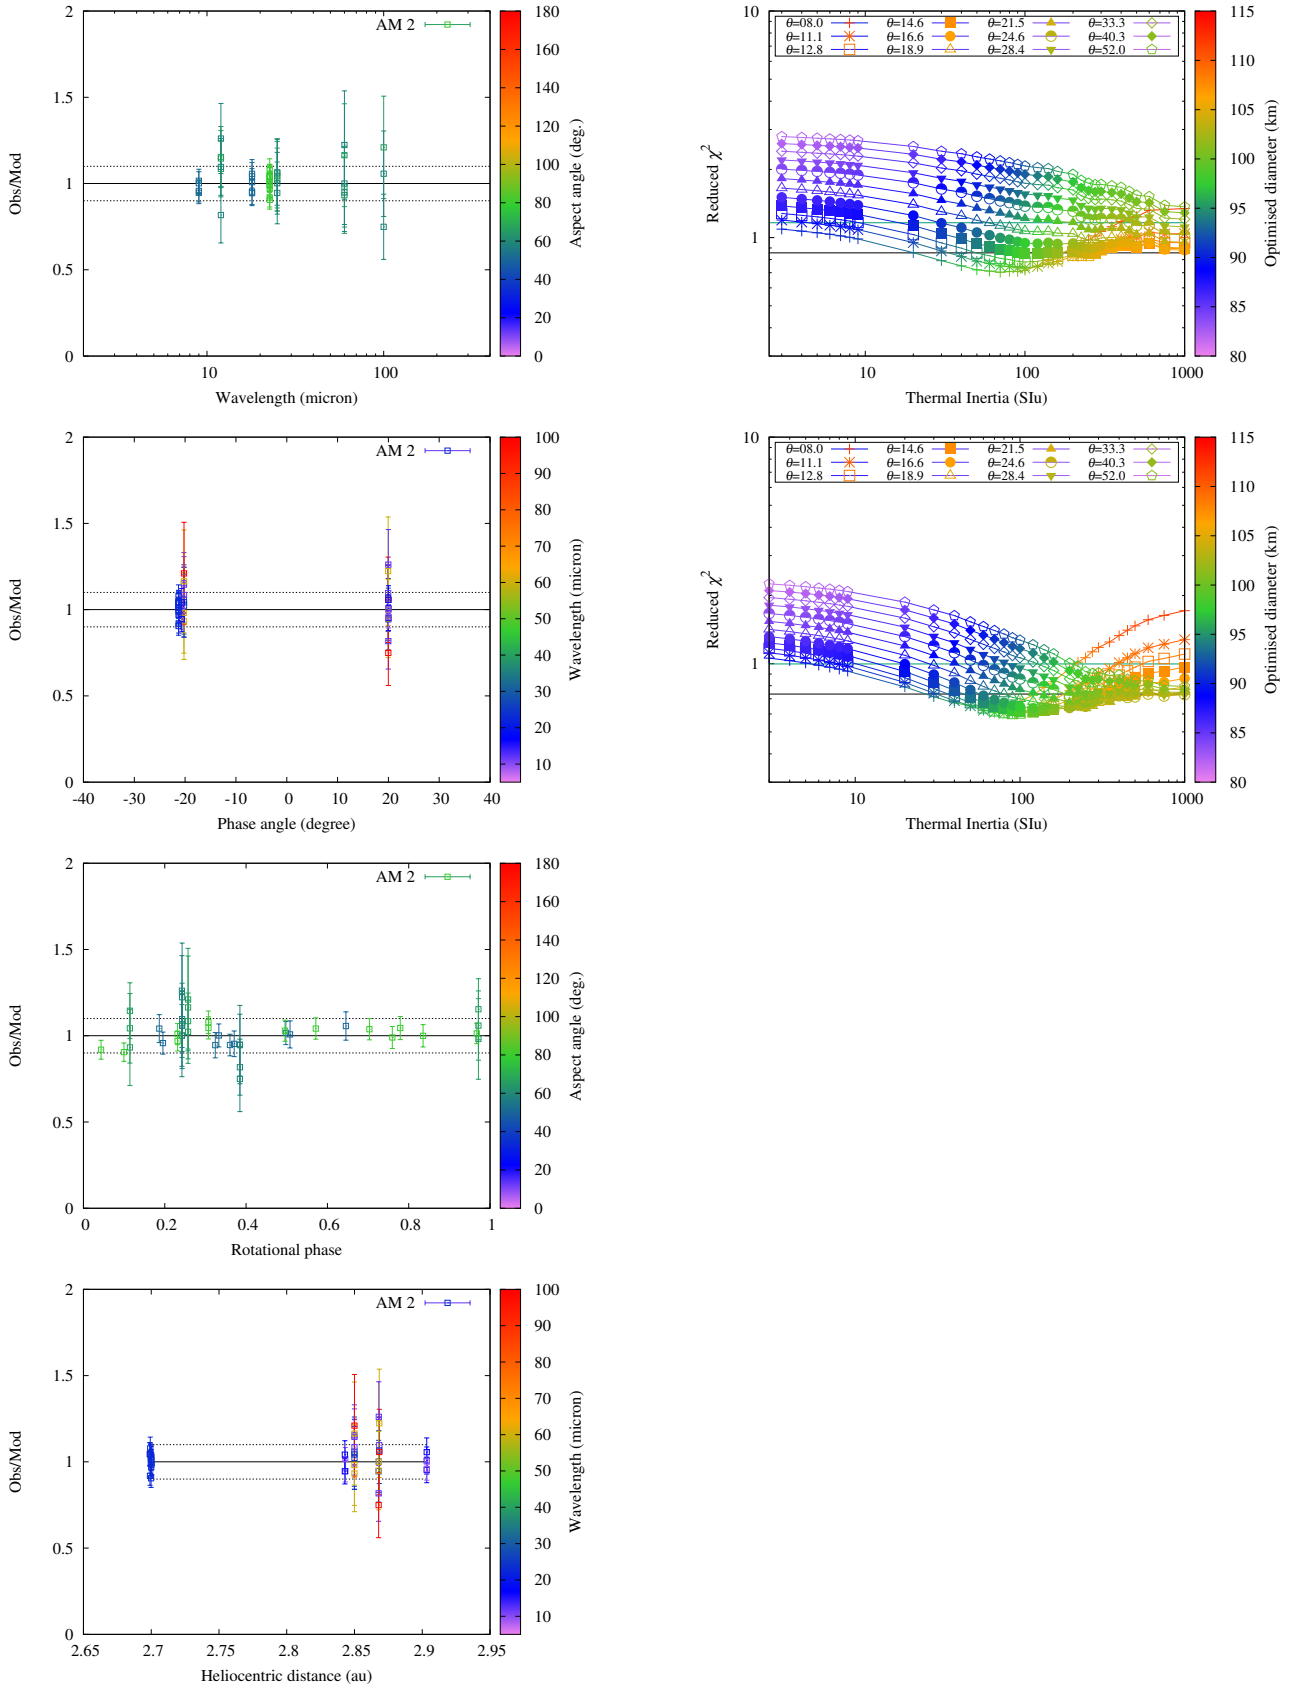 2
1.5
1
0.5
0
10
100
Wavelength (micron)
Obs/Mod
AM 2
180
160
140
120
100
80
60
40
20
0
Aspect angle (deg.)
10
1
10
100
1000
Thermal Inertia (SIu)
Reduced χ²
θ=08.0 θ=14.6 θ=21.5 θ=33.3
θ=11.1 θ=16.6 θ=24.6 θ=40.3
θ=12.8 θ=18.9 θ=28.4 θ=52.0
115
110
105
100
95
90
85
80
Optimised diameter (km)
2
1.5
1
0.5
0
-40 -30 -20 -10 0 10 20 30 40
Phase angle (degree)
Obs/Mod
AM 2
100
90
80
70
60
50
40
30
20
10
Wavelength (micron)
10
1
10
100
1000
Thermal Inertia (SIu)
Reduced χ²
θ=08.0 θ=14.6 θ=21.5 θ=33.3
θ=11.1 θ=16.6 θ=24.6 θ=40.3
θ=12.8 θ=18.9 θ=28.4 θ=52.0
115
110
105
100
95
90
85
80
Optimised diameter (km)
2
1.5
1
0.5
0
0 0.2 0.4 0.6 0.8 1
Rotational phase
Obs/Mod
AM 2
180
160
140
120
100
80
60
40
20
0
Aspect angle (deg.)
2
1.5
1
0.5
0
2.65 2.7 2.75 2.8 2.85 2.9 2.95
Heliocentric distance (au)
Obs/Mod
AM 2
100
90
80
70
60
50
40
30
20
10
Wavelength (micron)